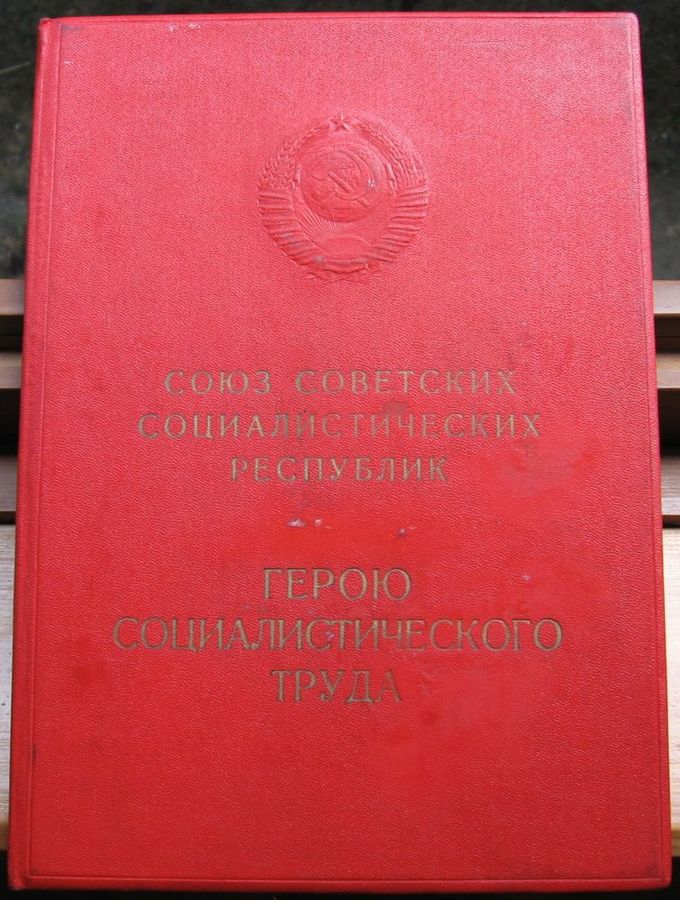 СОЮЗ СОВЕТСКИХ
СОЦИАЛИСТИЧЕСКИХ
РЕСПУБЛИК
ГЕРОЮ
СОЦИАЛИСТИЧЕСКОГО
ТРУДА